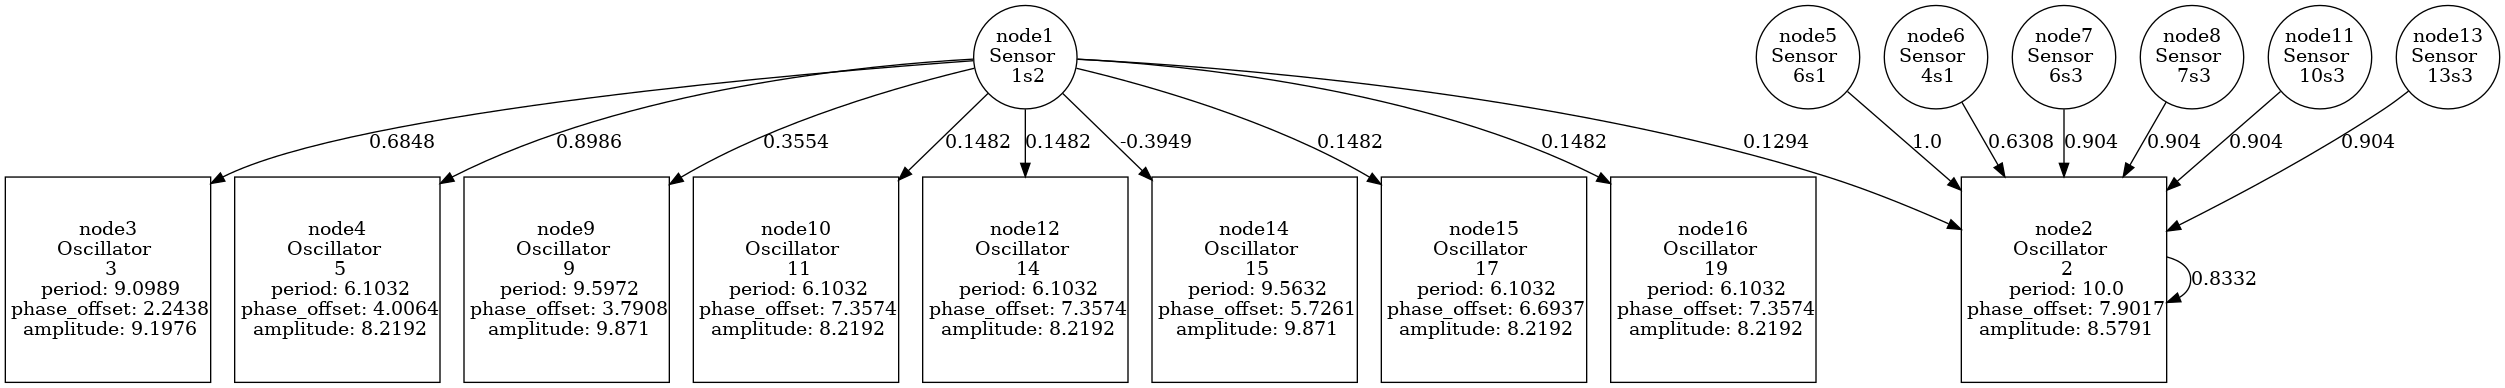 node1
Sensor
1s2
node5
Sensor
6s1
node6
Sensor
4s1
node7
Sensor
6s3
node8
Sensor
7s3
node11
Sensor
10s3
node13
Sensor
13s3
0.6848
0.8986
0.3554
0.1482
0.1482
-0.3949
0.1482
0.1482
0.1294
1.0
0.6308
0.904
0.904
0.904
0.904
node3
Oscillator
3
period: 9.0989
phase_offset: 2.2438
amplitude: 9.1976
node4
Oscillator
5
period: 6.1032
phase_offset: 4.0064
amplitude: 8.2192
node9
Oscillator
9
period: 9.5972
phase_offset: 3.7908
amplitude: 9.871
node10
Oscillator
11
period: 6.1032
phase_offset: 7.3574
amplitude: 8.2192
node12
Oscillator
14
period: 6.1032
phase_offset: 7.3574
amplitude: 8.2192
node14
Oscillator
15
period: 9.5632
phase_offset: 5.7261
amplitude: 9.871
node15
Oscillator
17
period: 6.1032
phase_offset: 6.6937
amplitude: 8.2192
node16
Oscillator
19
period: 6.1032
phase_offset: 7.3574
amplitude: 8.2192
node2
Oscillator
2
period: 10.0
phase_offset: 7.9017
amplitude: 8.5791
0.8332